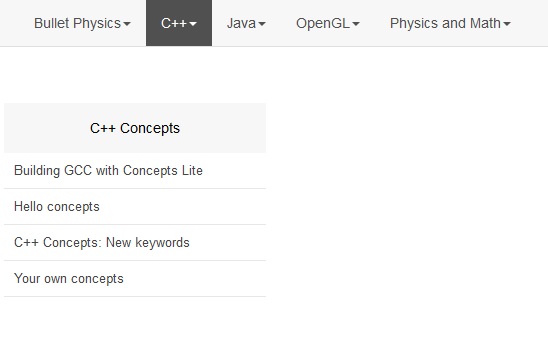 Bullet Physics C++ Java OpenGL Physics and Math
C++ Concepts
Building GCC with Concepts Lite
Hello concepts
C++ Concepts: New keywords
Your own concepts